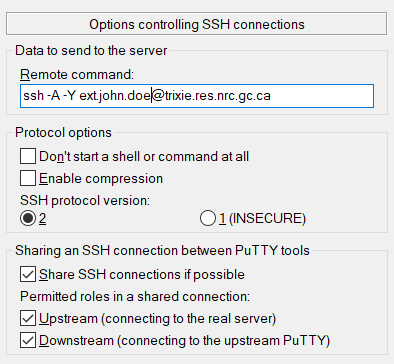 Options controlling SSH connections
Data to send to the server
Remote command:
ssh -A -Y ext.john.doe@trixie.res.nrc.gc.ca
Protocol options
Don't start a shell or command at all
Enable compression
SSH protocol version:
2 1 (INSECURE)
Sharing an SSH connection between PuTTY tools
Share SSH connections if possible
Permitted roles in a shared connection:
Upstream (connecting to the real server)
Downstream (connecting to the upstream PuTTY)